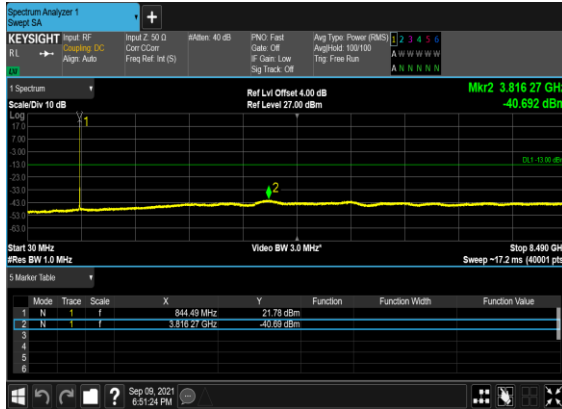 Spectrum Analyzer 1
Swept SA
+
KEYSIGHT Input: RF Input Z: 50 Ω #Atten: 40 dB PNO: Fast Avg Type: Power (RMS) 1 2 3 4 5 6
RL Coupling: DC Corr CCorr Gate: Off Avg|Hold: 100/100 A W W W W W
Align: Auto Freq Ref: Int (S) IF Gain: Low Trig: Free Run
LU Sig Track: Off A N N N N N
1 Spectrum Ref Lvl Offset 4.00 dB Mkr2 3.816 27 GHz
Scale/Div 10 dB Ref Level 27.00 dBm -40.692 dBm
Log
17.0 1
7.00
-3.00
-13.0 DL1 -13.00 dBm
-23.0
-33.0 2
-43.0
-53.0
-63.0
Start 30 MHz Video BW 3.0 MHz* Stop 8.490 GH
#Res BW 1.0 MHz Sweep ~17.2 ms (40001 pts
5 Marker Table
Mode Trace Scale X Y Function Function Width Function Value
1 N 1 f 844.49 MHz 21.78 dBm
2 N 1 f 3.816 27 GHz -40.69 dBm
3
4
5
6
? Sep 09, 2021
6:51:24 PM